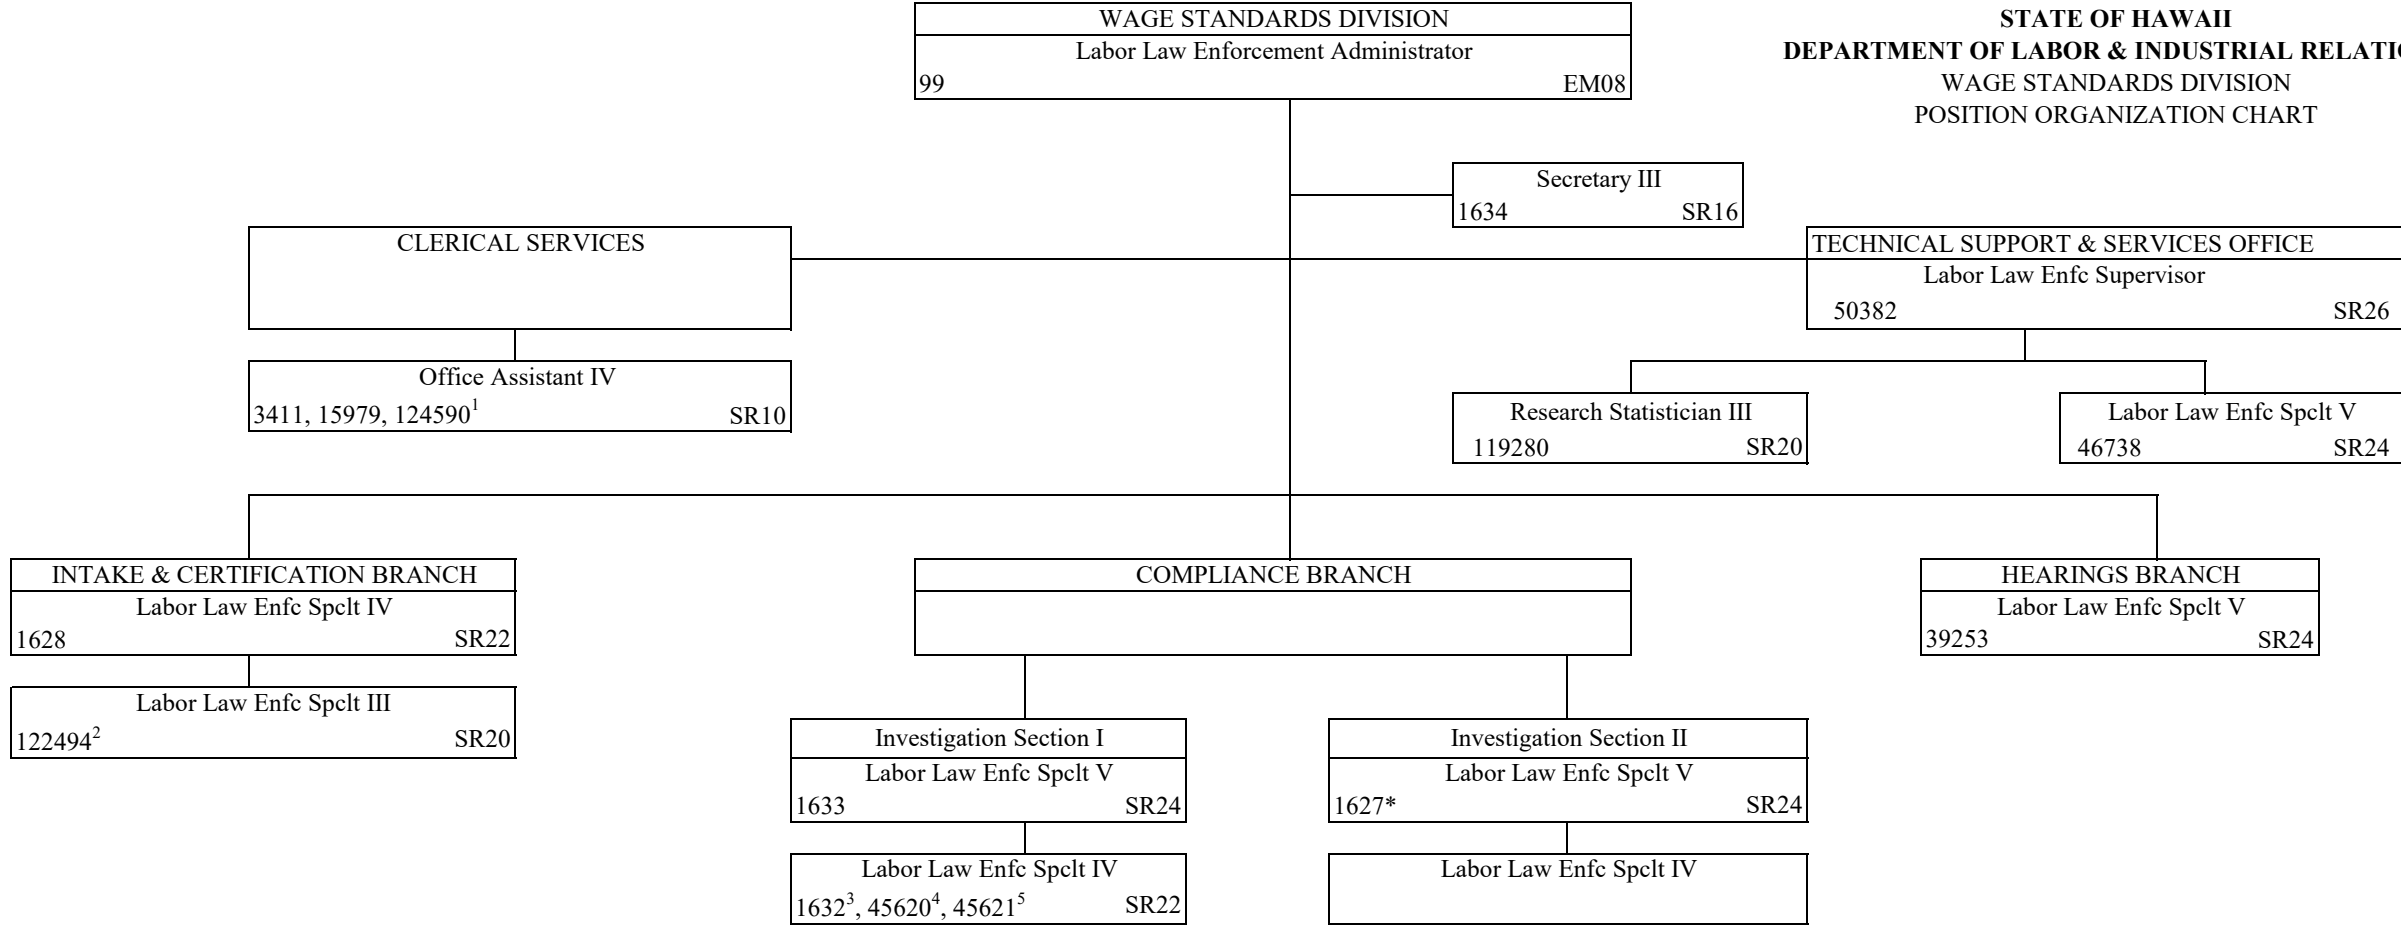 WAGE STANDARDS DIVISION
Labor Law Enforcement Administrator
99 EM08
STATE OF HAWAII
DEPARTMENT OF LABOR & INDUSTRIAL
WAGE STANDARDS DIVISION
POSITION ORGANIZATION CHART
Secretary III
1634 SR16
CLERICAL SERVICES
TECHNICAL SUPPORT & SERVICES OFFICE
Labor Law Enfc Supervisor
50382 SR26
Office Assistant IV
3411, 15979, 124590¹ SR10
Research Statistician III
119280 SR20
Labor Law Enfc Spclt V
46738 SR24
INTAKE & CERTIFICATION BRANCH
Labor Law Enfc Spclt IV
1628 SR22
Labor Law Enfc Spclt III
122494² SR20
COMPLIANCE BRANCH
Investigation Section I
Labor Law Enfc Spclt V
1633 SR24
Labor Law Enfc Spclt IV
1632³, 45620⁴, 45621⁵ SR22
Investigation Section II
Labor Law Enfc Spclt V
1627* SR24
Labor Law Enfc Spclt IV
HEARINGS BRANCH
Labor Law Enfc Spclt V
39253 SR24